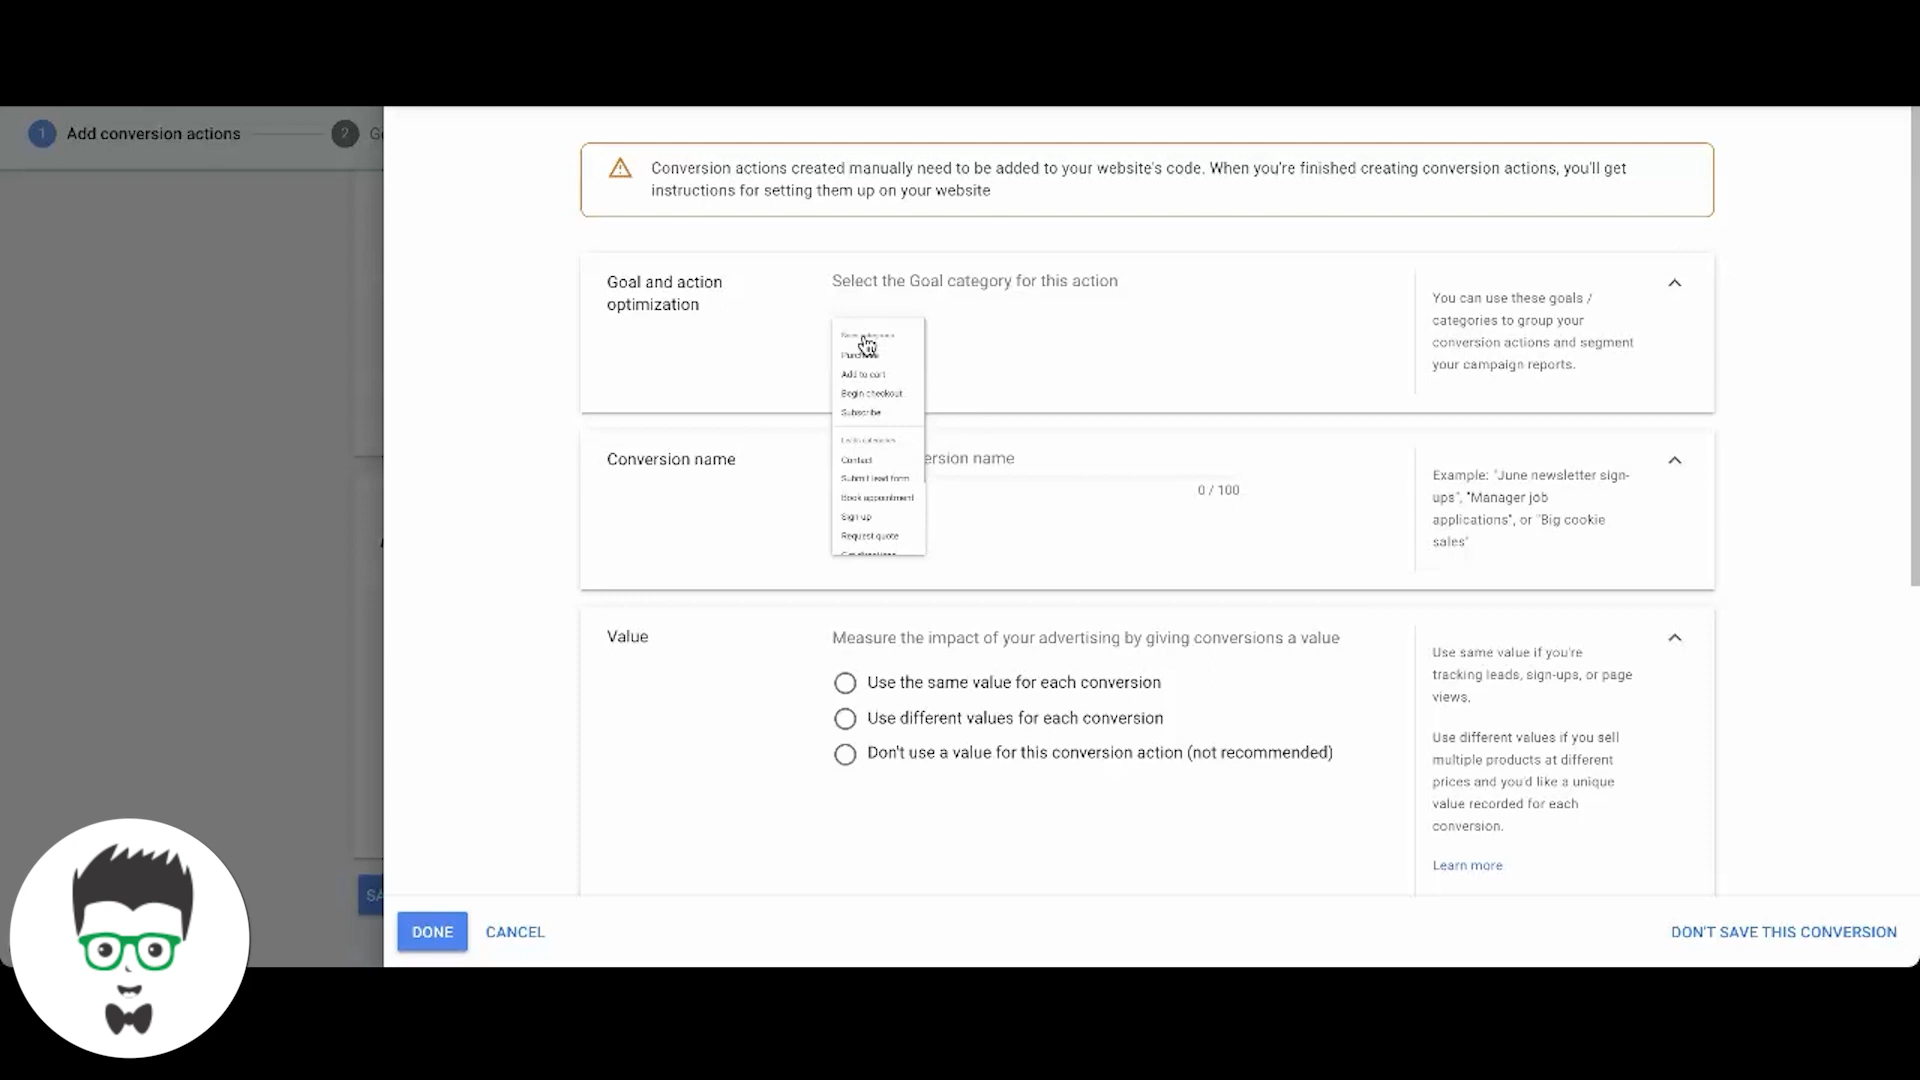 1 Add conversion actions
2 G
Conversion actions created manually need to be added to your website's code. When you're finished creating conversion actions, you'll get
instructions for setting them up on your website
Goal and action
optimization
Select the Goal category for this action
You can use these goals /
categories to group your
conversion actions and segment
your campaign reports.
Add to cart
Begin checkout
Subscribe
Contact
Submit lead form
Book appointment
Sign up
Request quote
Conversion name
ersion name
0 / 100
Example: "June newsletter sign-
ups", "Manager job
applications", or "Big cookie
sales"
Value
Measure the impact of your advertising by giving conversions a value
Use the same value for each conversion
Use different values for each conversion
Don't use a value for this conversion action (not recommended)
Use same value if you're
tracking leads, sign-ups, or page
views.
Use different values if you sell
multiple products at different
prices and you'd like a unique
value recorded for each
conversion.
Learn more
SA
DONE
CANCEL
DON'T SAVE THIS CONVERSION